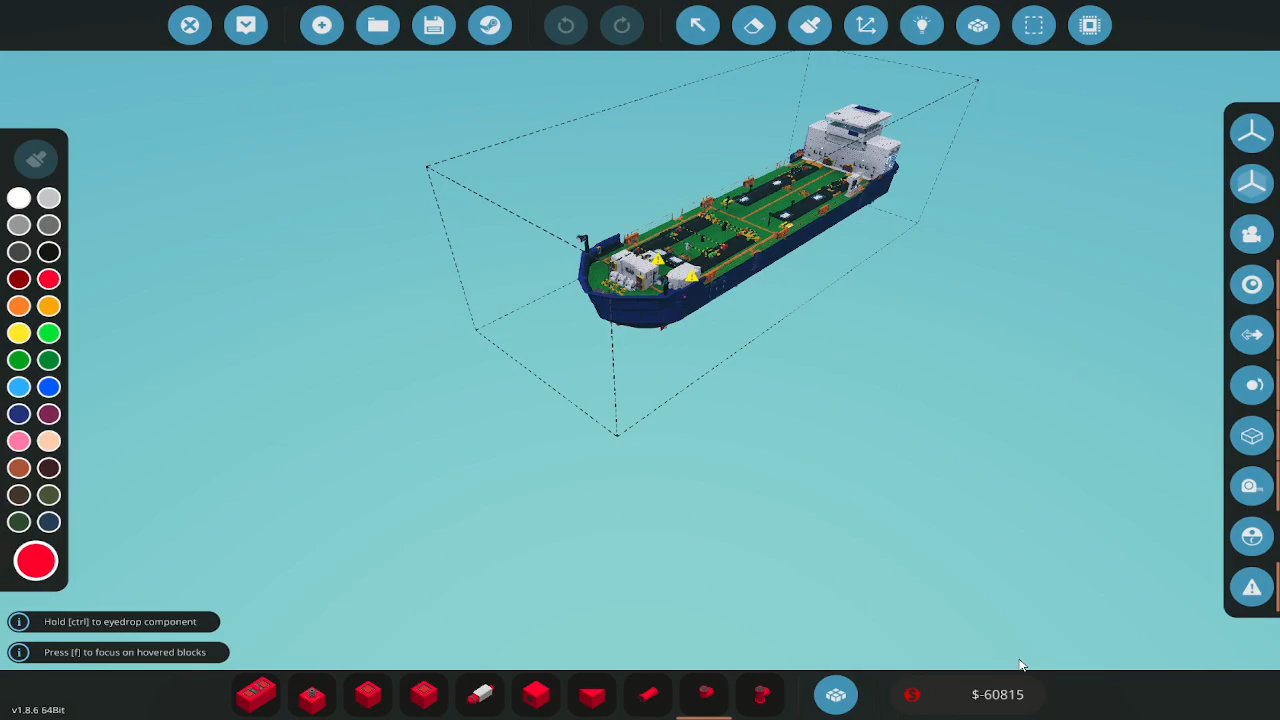 Hold [ctrl] to eyedrop component
Press [f] to focus on hovered blocks
$-60815
v1.8.6 64Bit